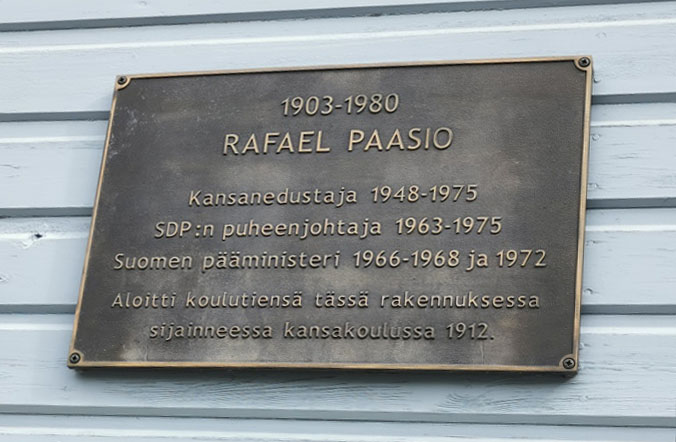 1903-1980
RAFAEL PAASIO
Kansanedustaja 1948-1975
SDP:n puheenjohtaja 1963-1975
Suomen pääministeri 1966-1968 ja 1972
Aloitti koulutiensä tässä rakennuksessa
sijainneessa kansakoulussa 1912.